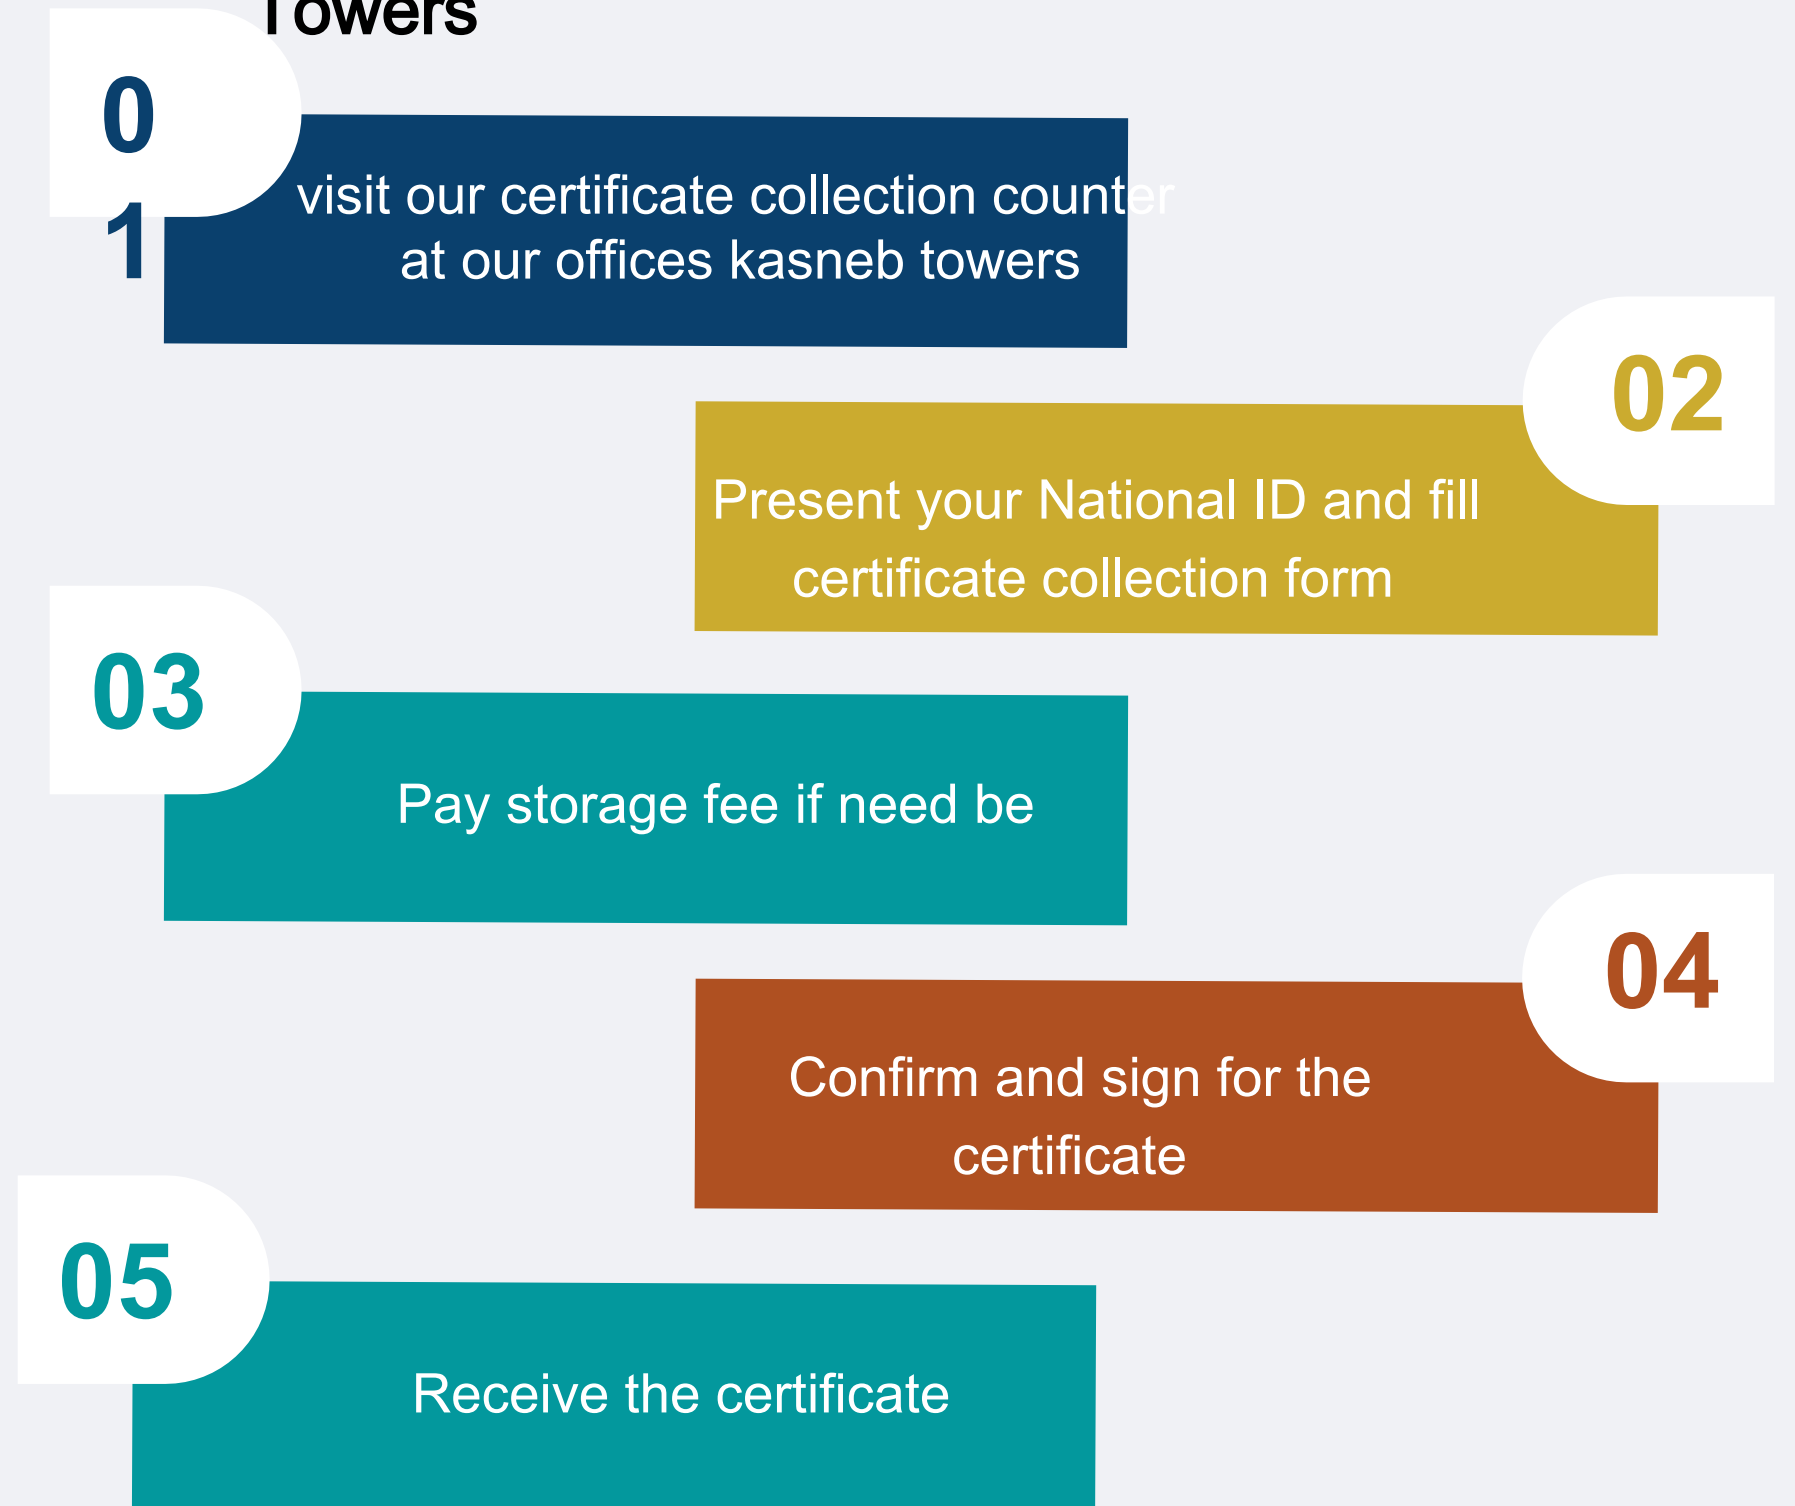 Towers
0
1
visit our certificate collection counter
at our offices kasneb towers
02
Present your National ID and fill
certificate collection form
03
Pay storage fee if need be
04
Confirm and sign for the
certificate
05
Receive the certificate